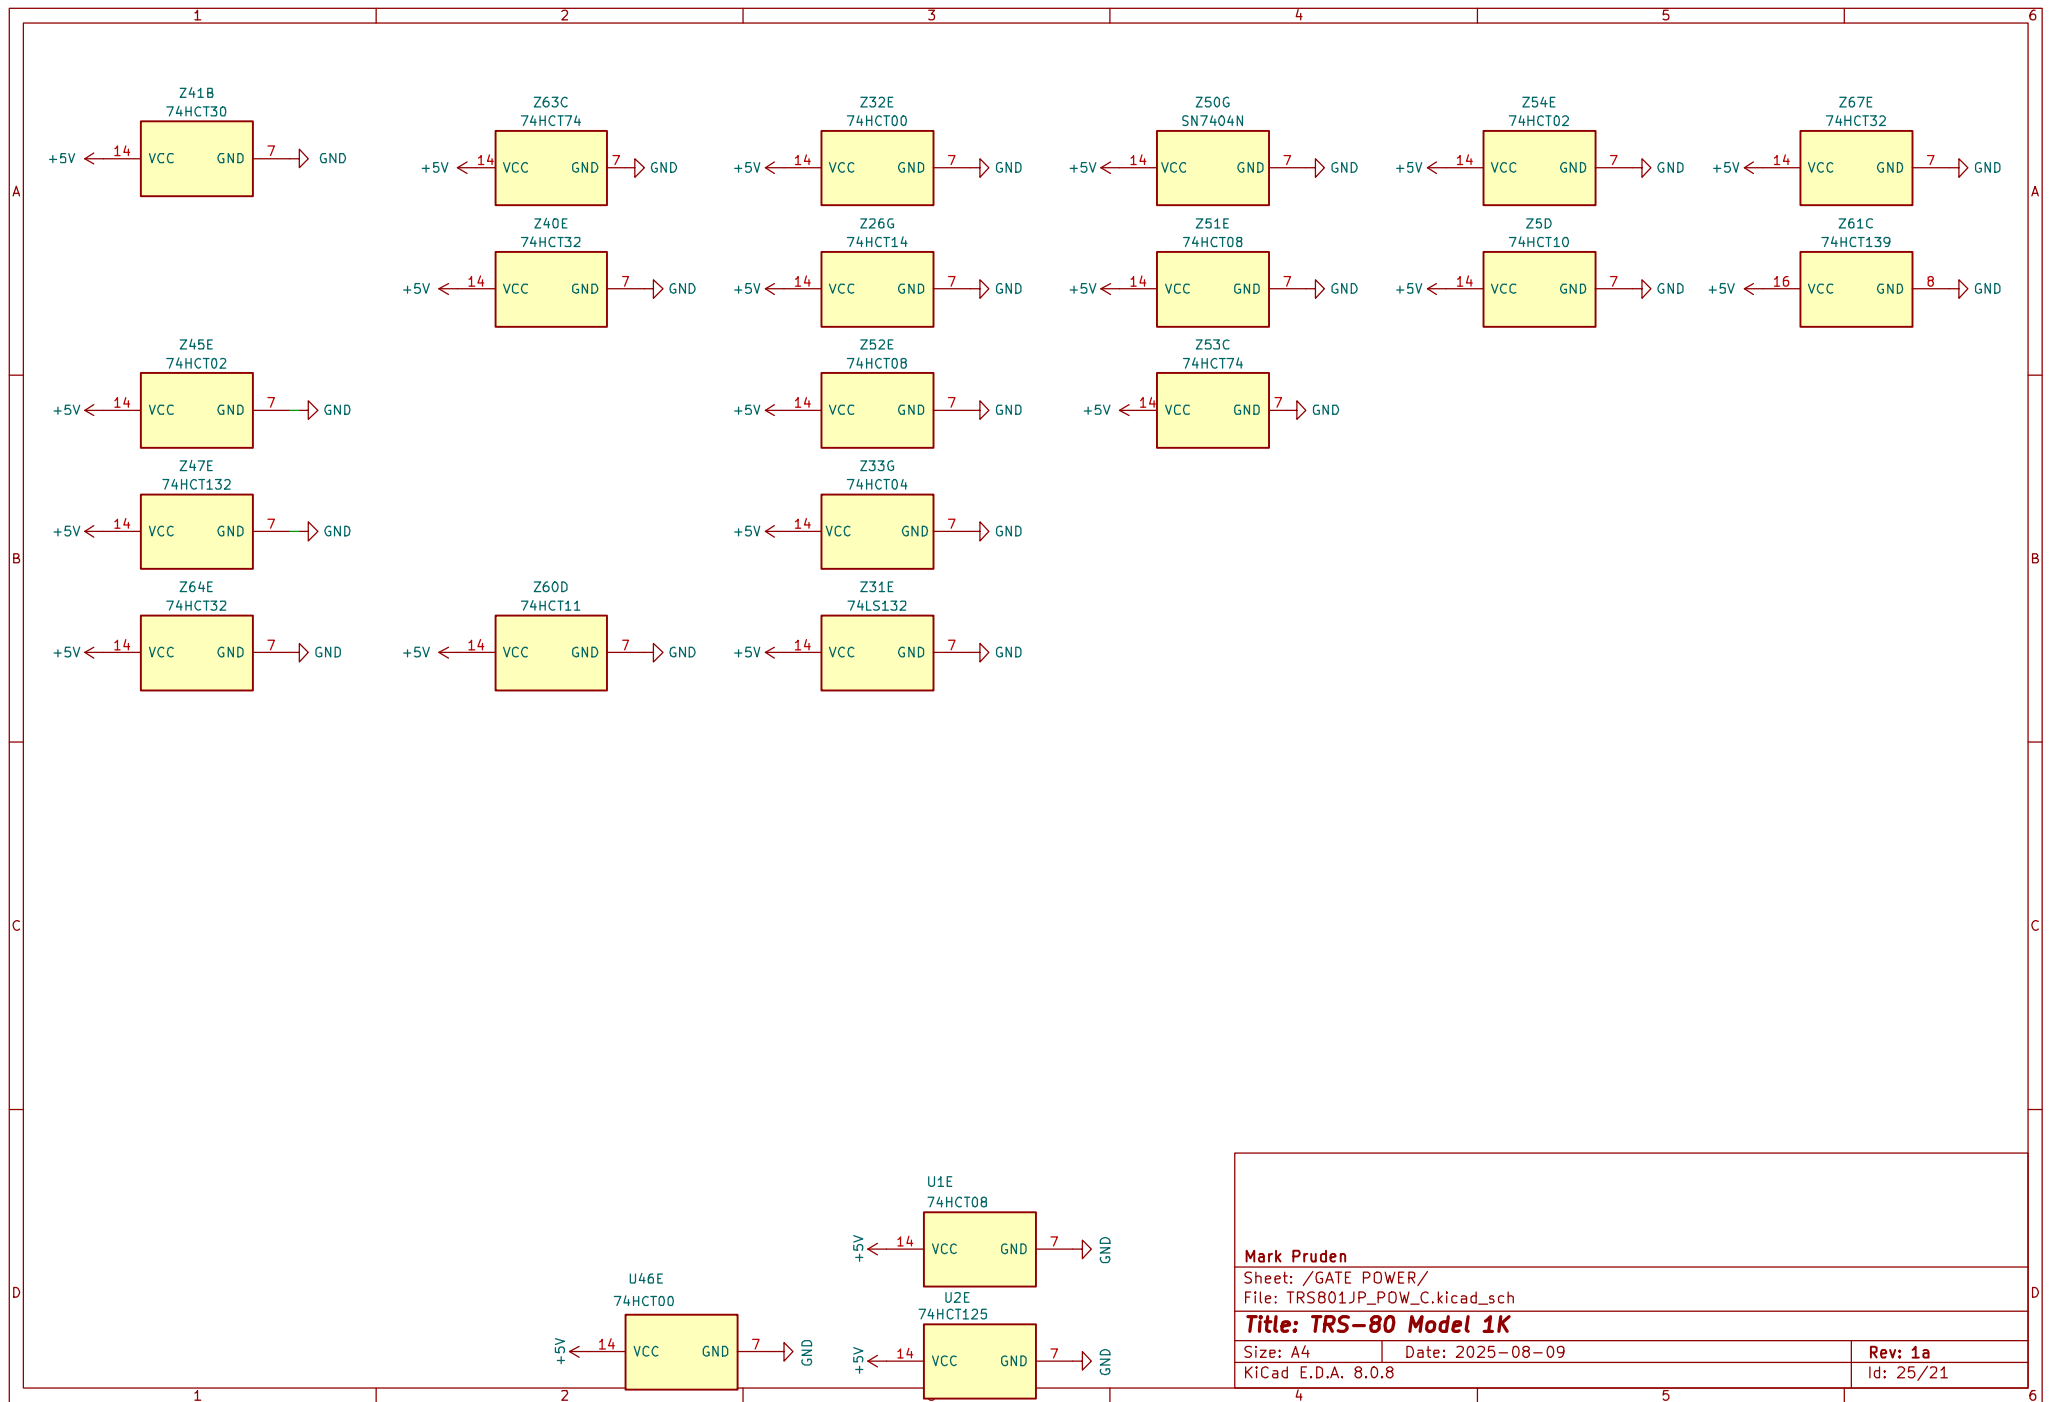 1 2 3 4 5 6
Z41B
74HCT30
+5V 14 VCC GND 7 GND
Z63C
74HCT74
+5V 14 VCC GND 7 GND
Z32E
74HCT00
+5V 14 VCC GND 7 GND
Z50G
SN7404N
+5V 14 VCC GND 7 GND
Z54E
74HCT02
+5V 14 VCC GND 7 GND
Z67E
74HCT32
+5V 14 VCC GND 7 GND
A A
Z40E
74HCT32
+5V 14 VCC GND 7 GND
Z26G
74HCT14
+5V 14 VCC GND 7 GND
Z51E
74HCT08
+5V 14 VCC GND 7 GND
Z5D
74HCT10
+5V 14 VCC GND 7 GND
Z61C
74HCT139
+5V 16 VCC GND 8 GND
Z45E
74HCT02
+5V 14 VCC GND 7 GND
Z52E
74HCT08
+5V 14 VCC GND 7 GND
Z53C
74HCT74
+5V 14 VCC GND 7 GND
Z47E
74HCT132
+5V 14 VCC GND 7 GND
Z33G
74HCT04
+5V 14 VCC GND 7 GND
B B
Z64E
74HCT32
+5V 14 VCC GND 7 GND
Z60D
74HCT11
+5V 14 VCC GND 7 GND
Z31E
74LS132
+5V 14 VCC GND 7 GND
C C
U1E
74HCT08
+5V 14 VCC GND 7 GND
U46E
74HCT00
+5V 14 VCC GND 7 GND
U2E
74HCT125
+5V 14 VCC GND 7 GND
D D
Mark Pruden
Sheet: /GATE POWER/
File: TRS801JP_POW_C.kicad_sch
Title: TRS-80 Model 1K
Size: A4 Date: 2025-08-09 Rev: 1a
KiCad E.D.A. 8.0.8 Id: 25/21
1 2 4 5 6